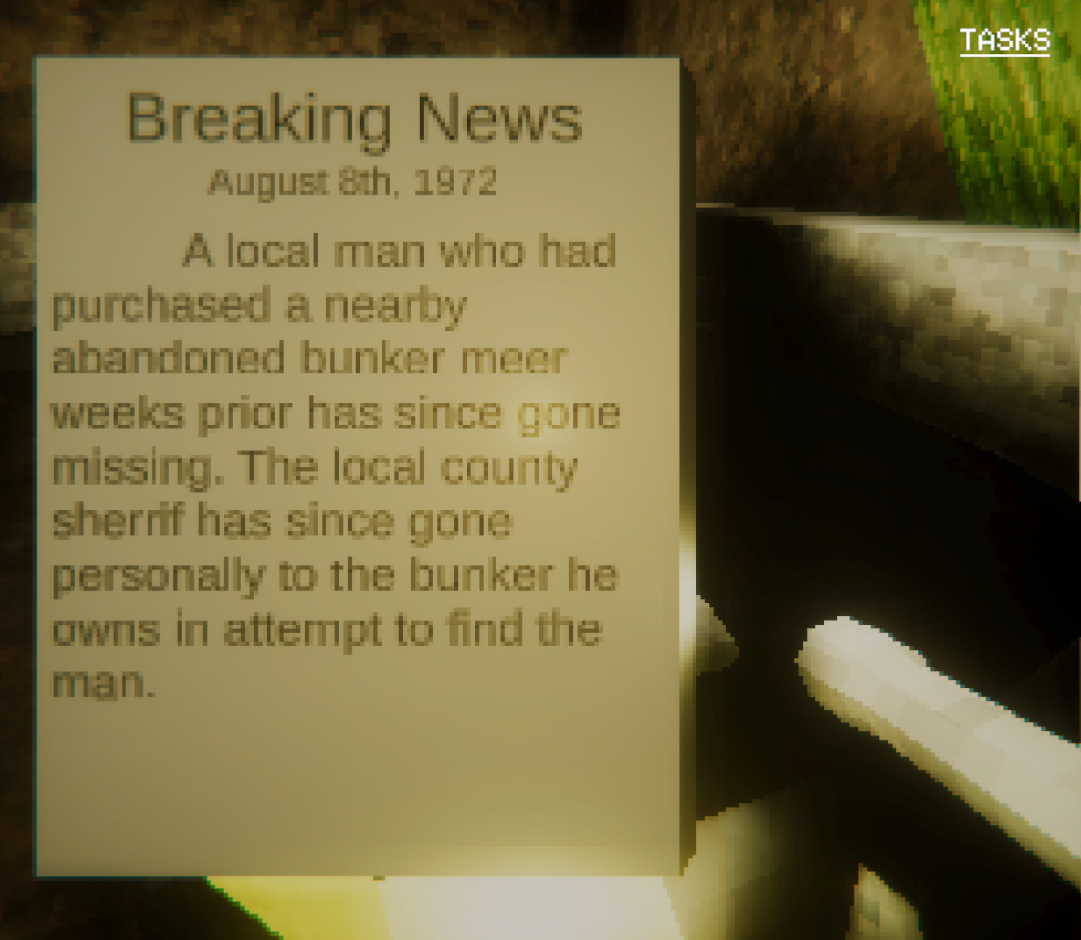 TASKS
Breaking News
August 8th, 1972
A local man who had
purchased a nearby
abandoned bunker meer
weeks prior has since gone
missing. The local county
sherrif has since gone
personally to the bunker he
owns in attempt to find the
man.